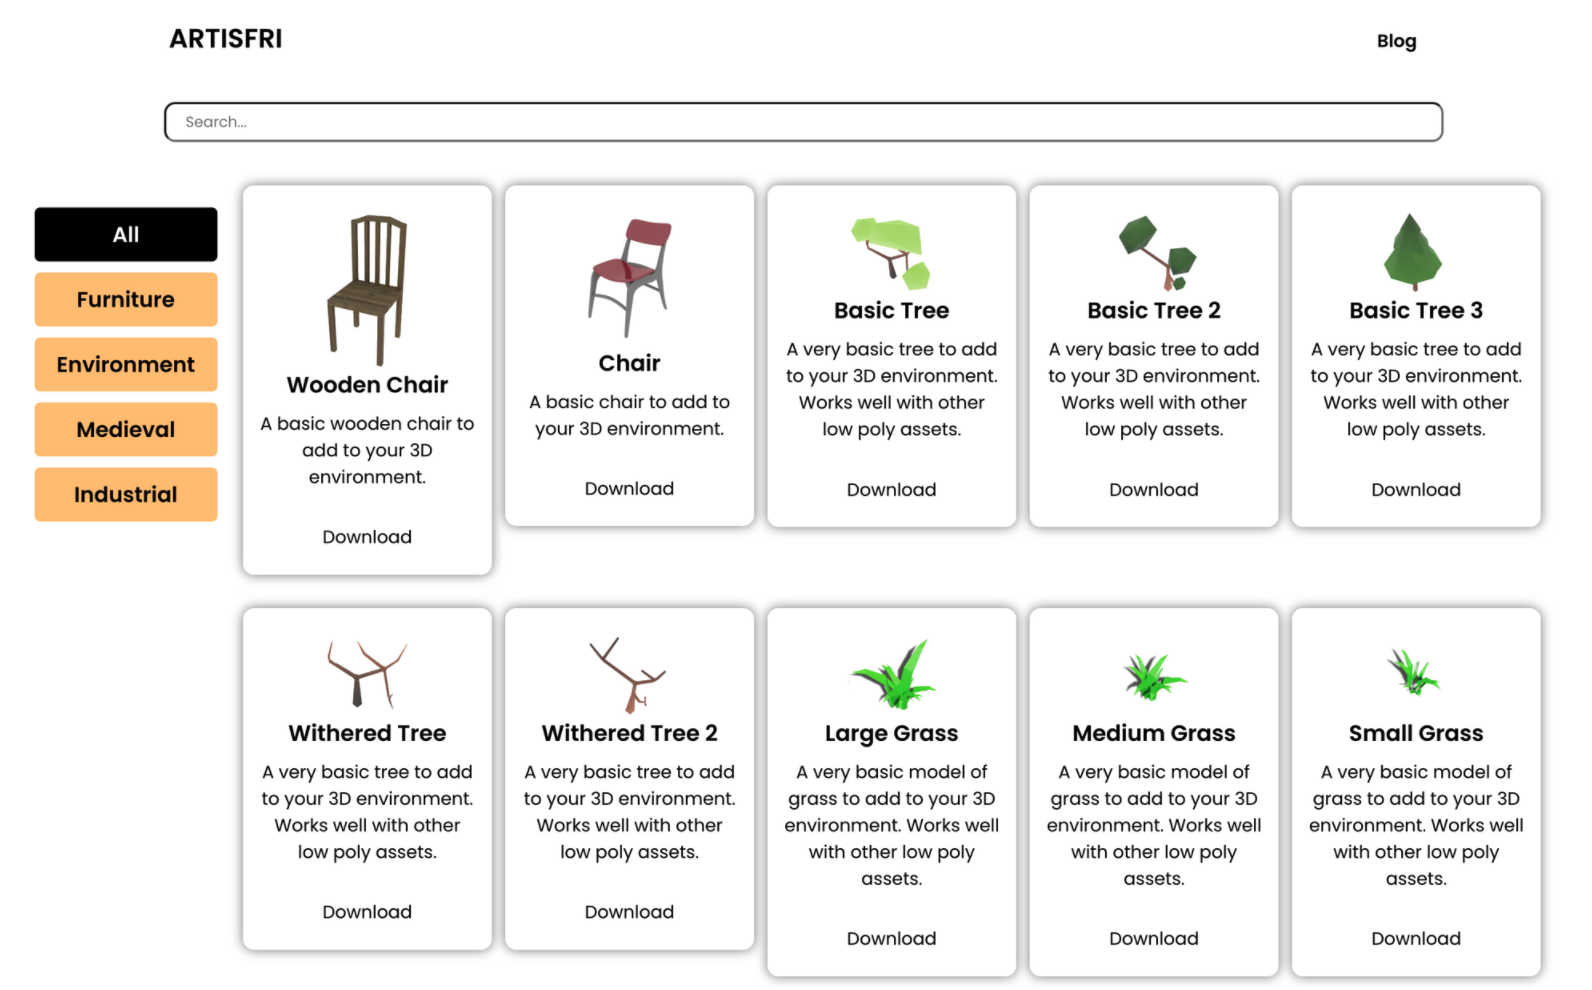 ARTISFRI
Blog
Search...
All
Furniture
Environment
Medieval
Industrial
Wooden Chair
A basic wooden chair to
add to your 3D
environment.
Download
Chair
A basic chair to add to
your 3D environment.
Download
Basic Tree
A very basic tree to add
to your 3D environment.
Works well with other
low poly assets.
Download
Basic Tree 2
A very basic tree to add
to your 3D environment.
Works well with other
low poly assets.
Download
Basic Tree 3
A very basic tree to add
to your 3D environment.
Works well with other
low poly assets.
Download
Withered Tree
A very basic tree to add
to your 3D environment.
Works well with other
low poly assets.
Download
Withered Tree 2
A very basic tree to add
to your 3D environment.
Works well with other
low poly assets.
Download
Large Grass
A very basic model of
grass to add to your 3D
environment. Works well
with other low poly
assets.
Download
Medium Grass
A very basic model of
grass to add to your 3D
environment. Works well
with other low poly
assets.
Download
Small Grass
A very basic model of
grass to add to your 3D
environment. Works well
with other low poly
assets.
Download